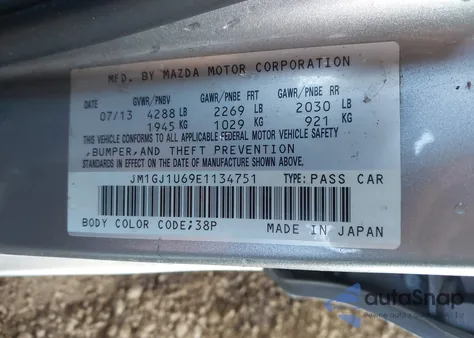 MFD. BY MAZDA MOTOR CORPORATION
DATE GVWR/PNBV GAWR/PNBE FRT GAWR/PNBE RR
07/13 4288 LB 2269 LB 2030 LB
1945 KG 1029 KG 921 KG
THIS VEHICLE CONFORMS TO ALL APPLICABLE FEDERAL MOTOR VEHICLE SAFETY
,BUMPER,AND THEFT PREVENTION
STANDARDS IN EFFECT ON THE DATE OF MANUFACTURE SHOWN ABOVE.
JM1GJ1U69E1134751 TYPE: PASS CAR
BODY COLOR CODE;38P MADE IN JAPAN
autoSnap